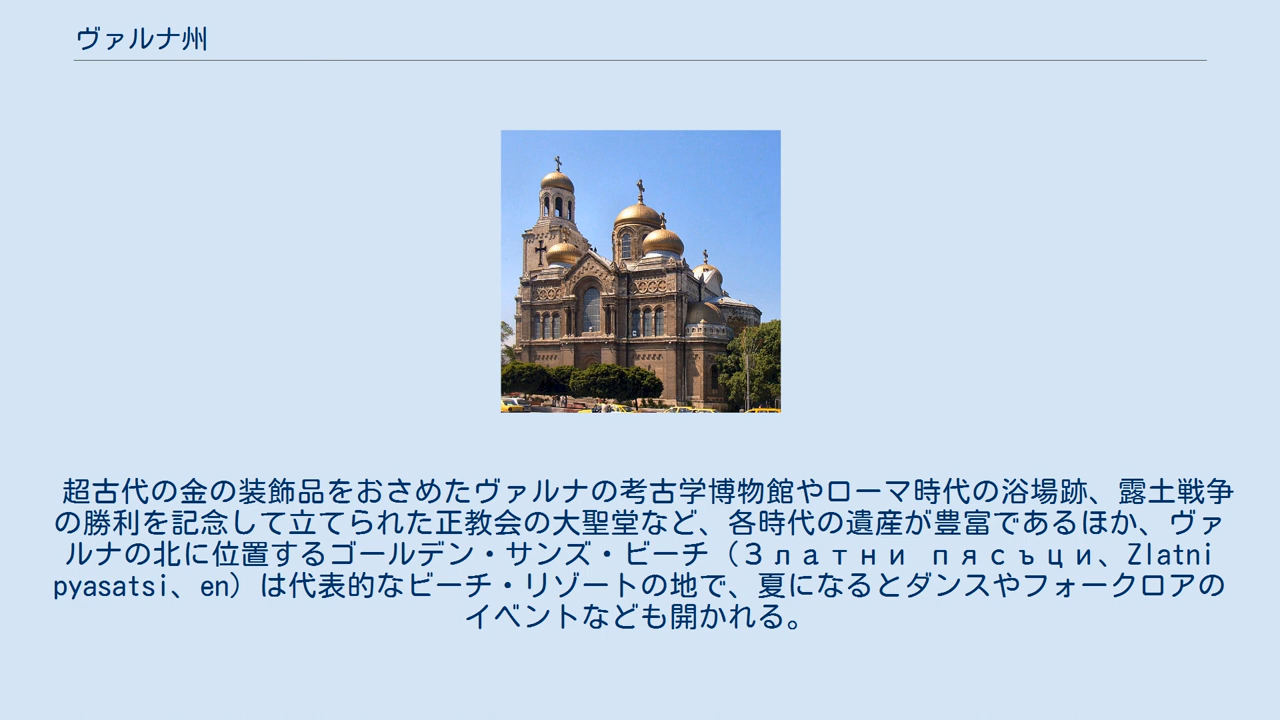 ヴァルナ州
超古代の金の装飾品をおさめたヴァルナの考古学博物館やローマ時代の浴場跡、露土戦争
の勝利を記念して立てられた正教会の大聖堂など、各時代の遺産が豊富であるほか、ヴァ
ルナの北に位置するゴールデン・サンズ・ビーチ（Златни пясъци、Zlatni
pyasatsi、en）は代表的なビーチ・リゾートの地で、夏になるとダンスやフォークロアの
イベントなども開かれる。